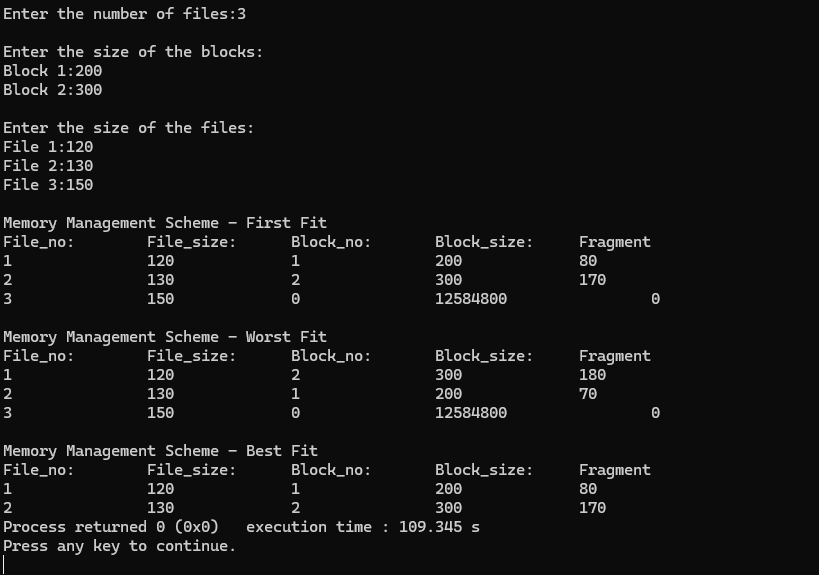 Enter the number of files:3
Enter the size of the blocks:
Block 1:200
Block 2:300
Enter the size of the files:
File 1:120
File 2:130
File 3:150
Memory Management Scheme - First Fit
File_no: File_size: Block_no: Block_size: Fragment
1 120 1 200 80
2 130 2 300 170
3 150 0 12584800 0
Memory Management Scheme - Worst Fit
File_no: File_size: Block_no: Block_size: Fragment
1 120 2 300 180
2 130 1 200 70
3 150 0 12584800 0
Memory Management Scheme - Best Fit
File_no: File_size: Block_no: Block_size: Fragment
1 120 1 200 80
2 130 2 300 170
Process returned 0 (0x0) execution time : 109.345 s
Press any key to continue.